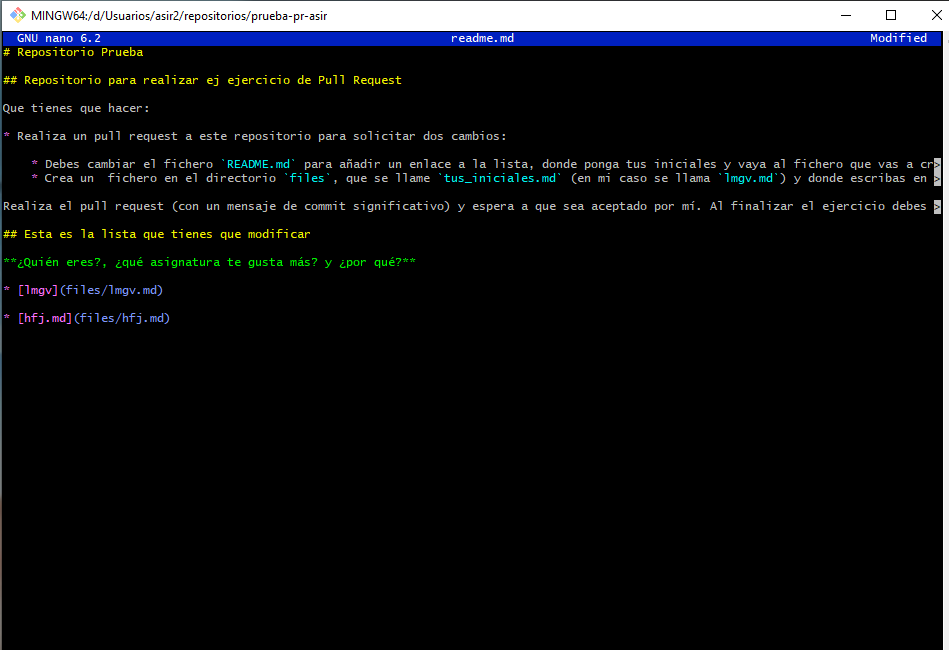 MINGW64:/d/Usuarios/asir2/repositorios/prueba-pr-asir
GNU nano 6.2 readme.md Modified
# Repositorio Prueba
## Repositorio para realizar ej ejercicio de Pull Request
Que tienes que hacer:
* Realiza un pull request a este repositorio para solicitar dos cambios:
* Debes cambiar el fichero `README.md` para añadir un enlace a la lista, donde ponga tus iniciales y vaya al fichero que vas a cr>
* Crea un  fichero en el directorio `files`, que se llame `tus_iniciales.md` (en mi caso se llama `lmgv.md`) y donde escribas en >
Realiza el pull request (con un mensaje de commit significativo) y espera a que sea aceptado por mí. Al finalizar el ejercicio debes >
## Esta es la lista que tienes que modificar
**¿Quién eres?, ¿qué asignatura te gusta más? y ¿por qué?**
* [lmgv](files/lmgv.md)
* [hfj.md](files/hfj.md)